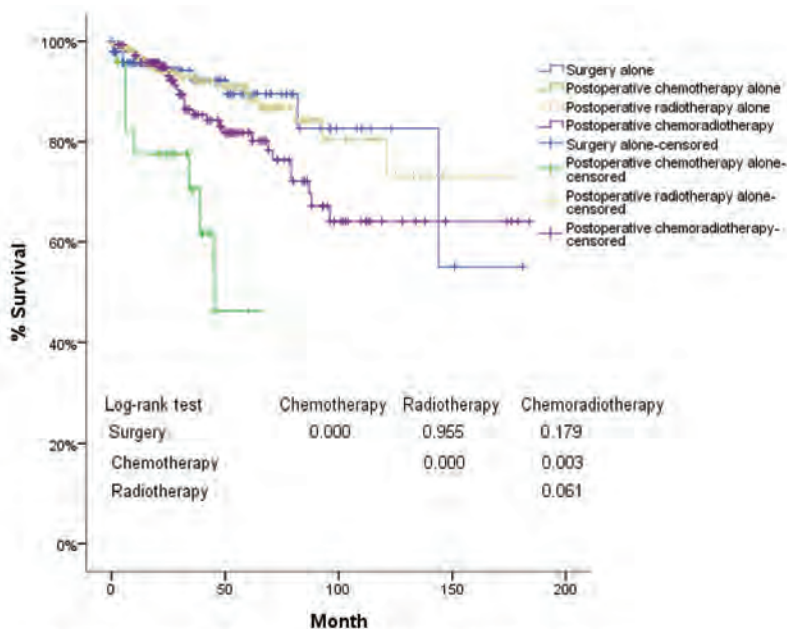 100%
80%
60%
40%
20%
0%
% Survival
Surgery alone
Postoperative chemotherapy alone
Postoperative radiotherapy alone
Postoperative chemoradiotherapy
Surgery alone-censored
Postoperative chemotherapy alone-
censored
Postoperative radiotherapy alone-
censored
Postoperative chemoradiotherapy-
censored
Log-rank test Chemotherapy Radiotherapy Chemoradiotherapy
Surgery 0.000 0.955 0.179
Chemotherapy 0.000 0.003
Radiotherapy 0.061
0 50 100 150 200
Month